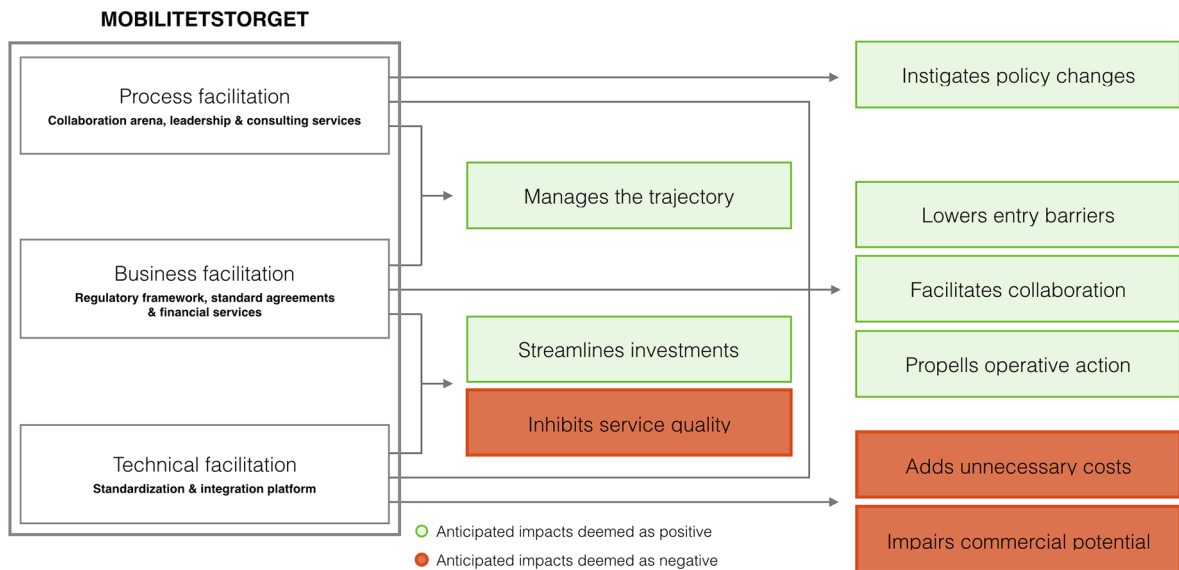 MOBILITETSTORGET
Process facilitation
Collaboration arena, leadership & consulting services
Business facilitation
Regulatory framework, standard agreements
& financial services
Technical facilitation
Standardization & integration platform
Manages the trajectory
Streamlines investments
Inhibits service quality
Instigates policy changes
Lowers entry barriers
Facilitates collaboration
Propells operative action
Adds unnecessary costs
Impairs commercial potential
Anticipated impacts deemed as positive
Anticipated impacts deemed as negative